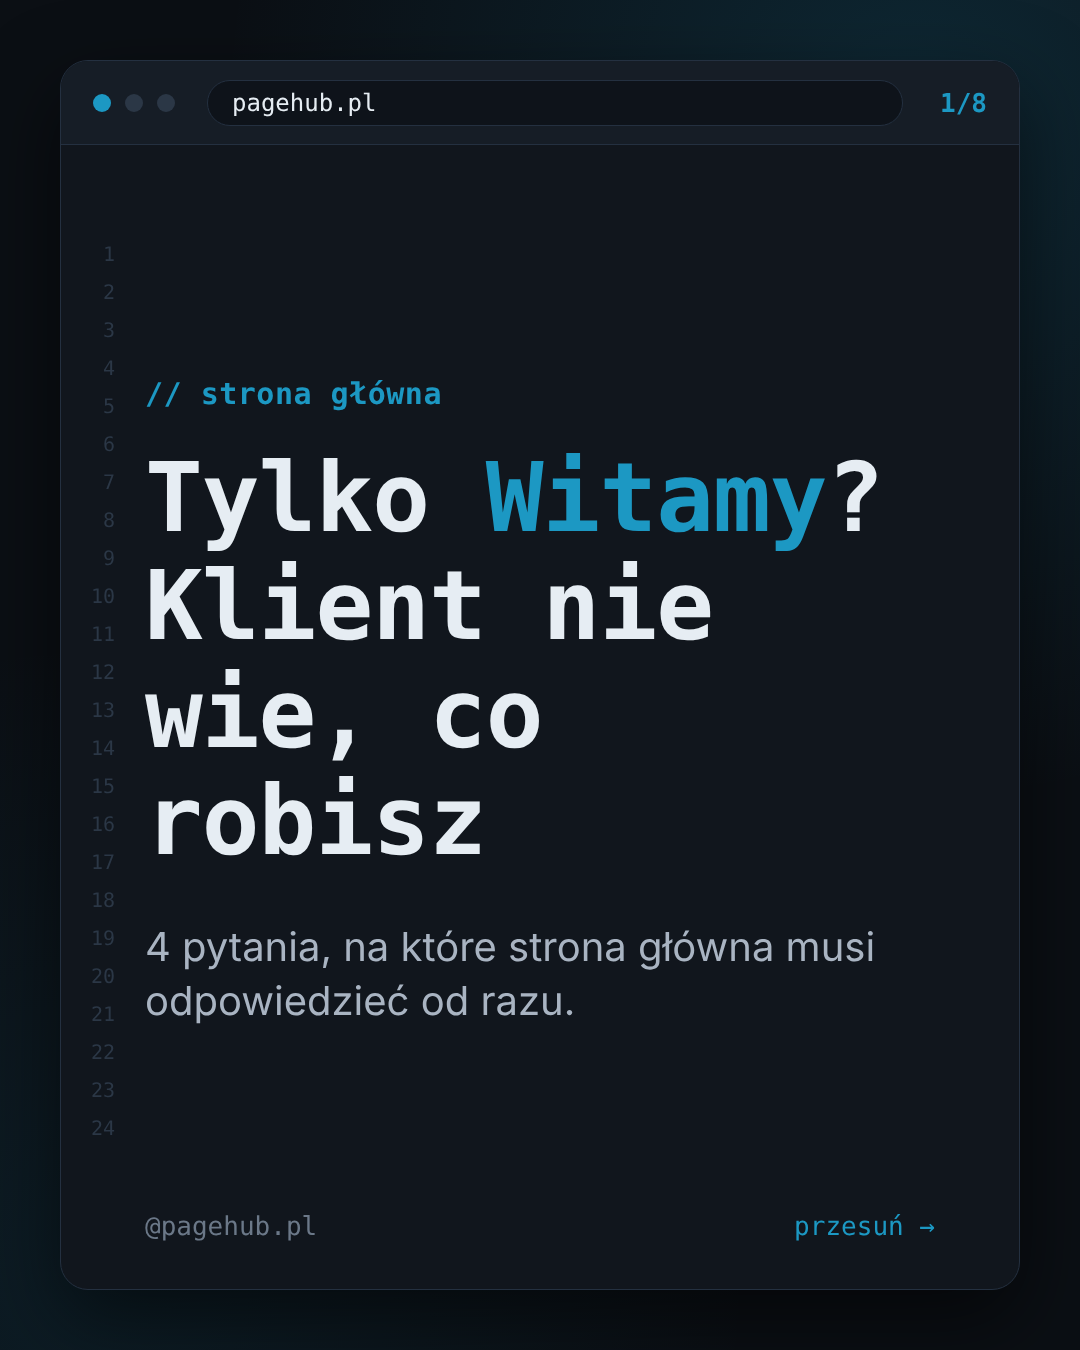 pagehub.pl
1/8
1
2
3
4
// strona główna
5
6
7
Tylko Witamy?
8
9
10
Klient nie
11
12
13
wie, co
14
15
16
robisz
17
18
19
4 pytania, na które strona główna musi
20
21
odpowiedzieć od razu.
22
23
24
@pagehub.pl
przesuń →